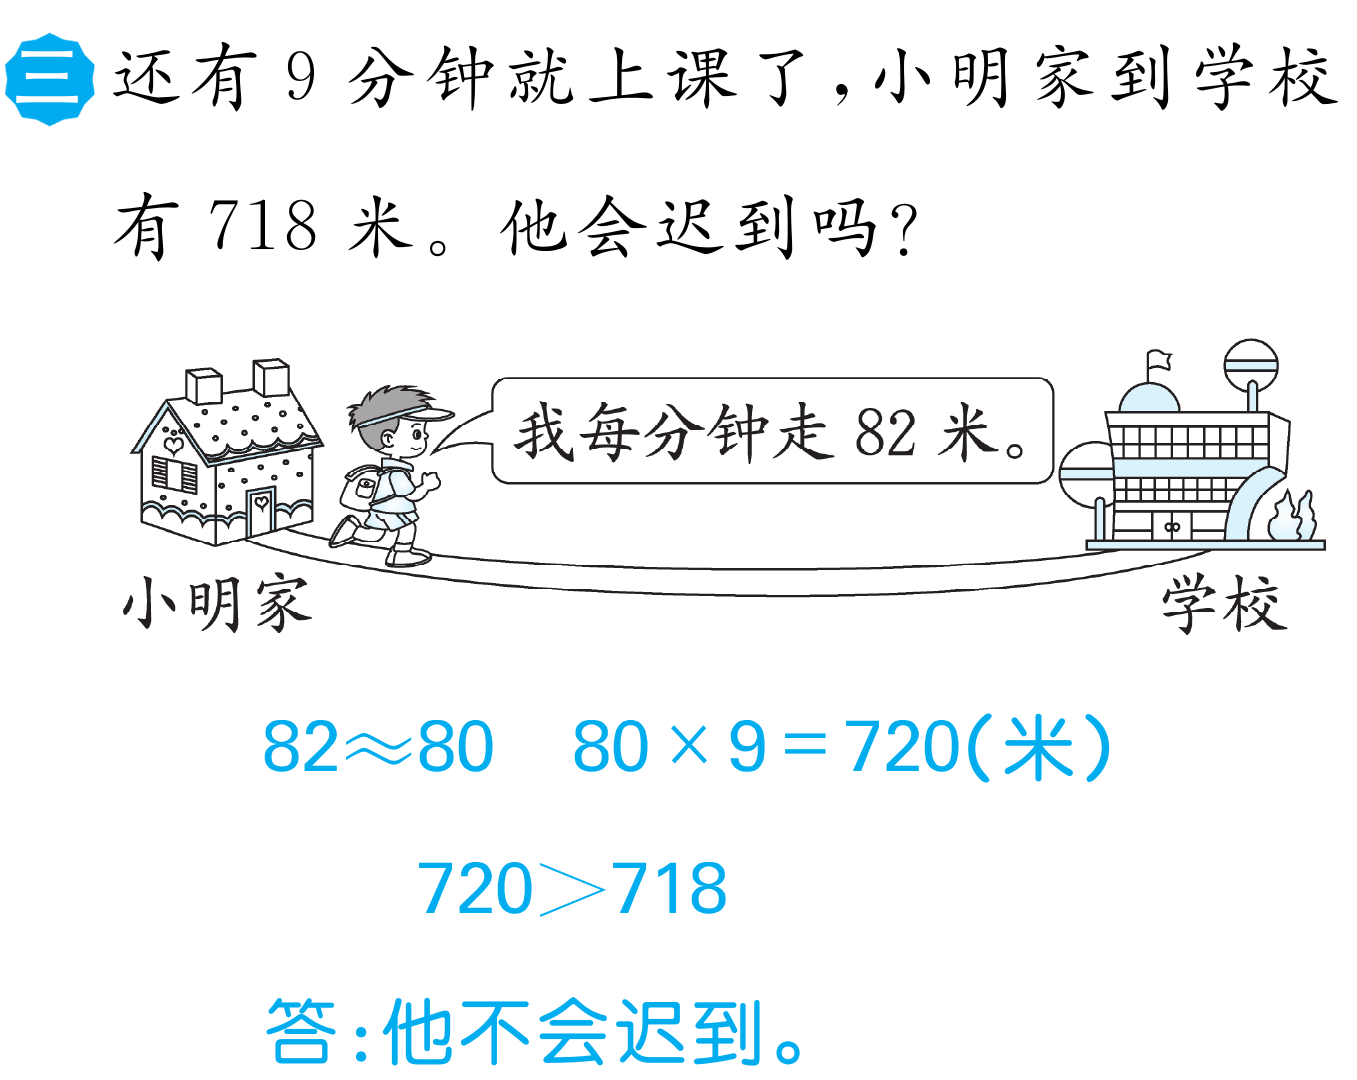 三 还有 9 分钟就上课了,小明家到学校
有 718 米。他会迟到吗?
我每分钟走 82 米。
小明家
学校
82≈80 80×9=720(米)
720>718
答:他不会迟到。